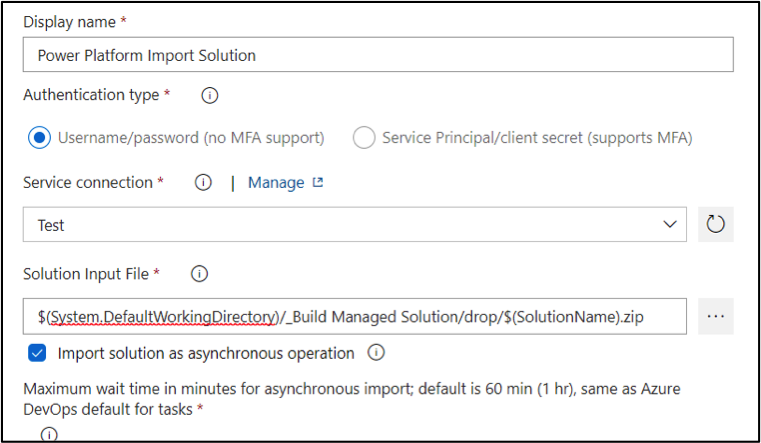 Display name *
Power Platform Import Solution
Authentication type *
Username/password (no MFA support) Service Principal/client secret (supports MFA)
Service connection * | Manage
Test
Solution Input File *
$(System.DefaultWorkingDirectory)/_Build Managed Solution/drop/$(SolutionName).zip
Import solution as asynchronous operation
Maximum wait time in minutes for asynchronous import; default is 60 min (1 hr), same as Azure
DevOps default for tasks *